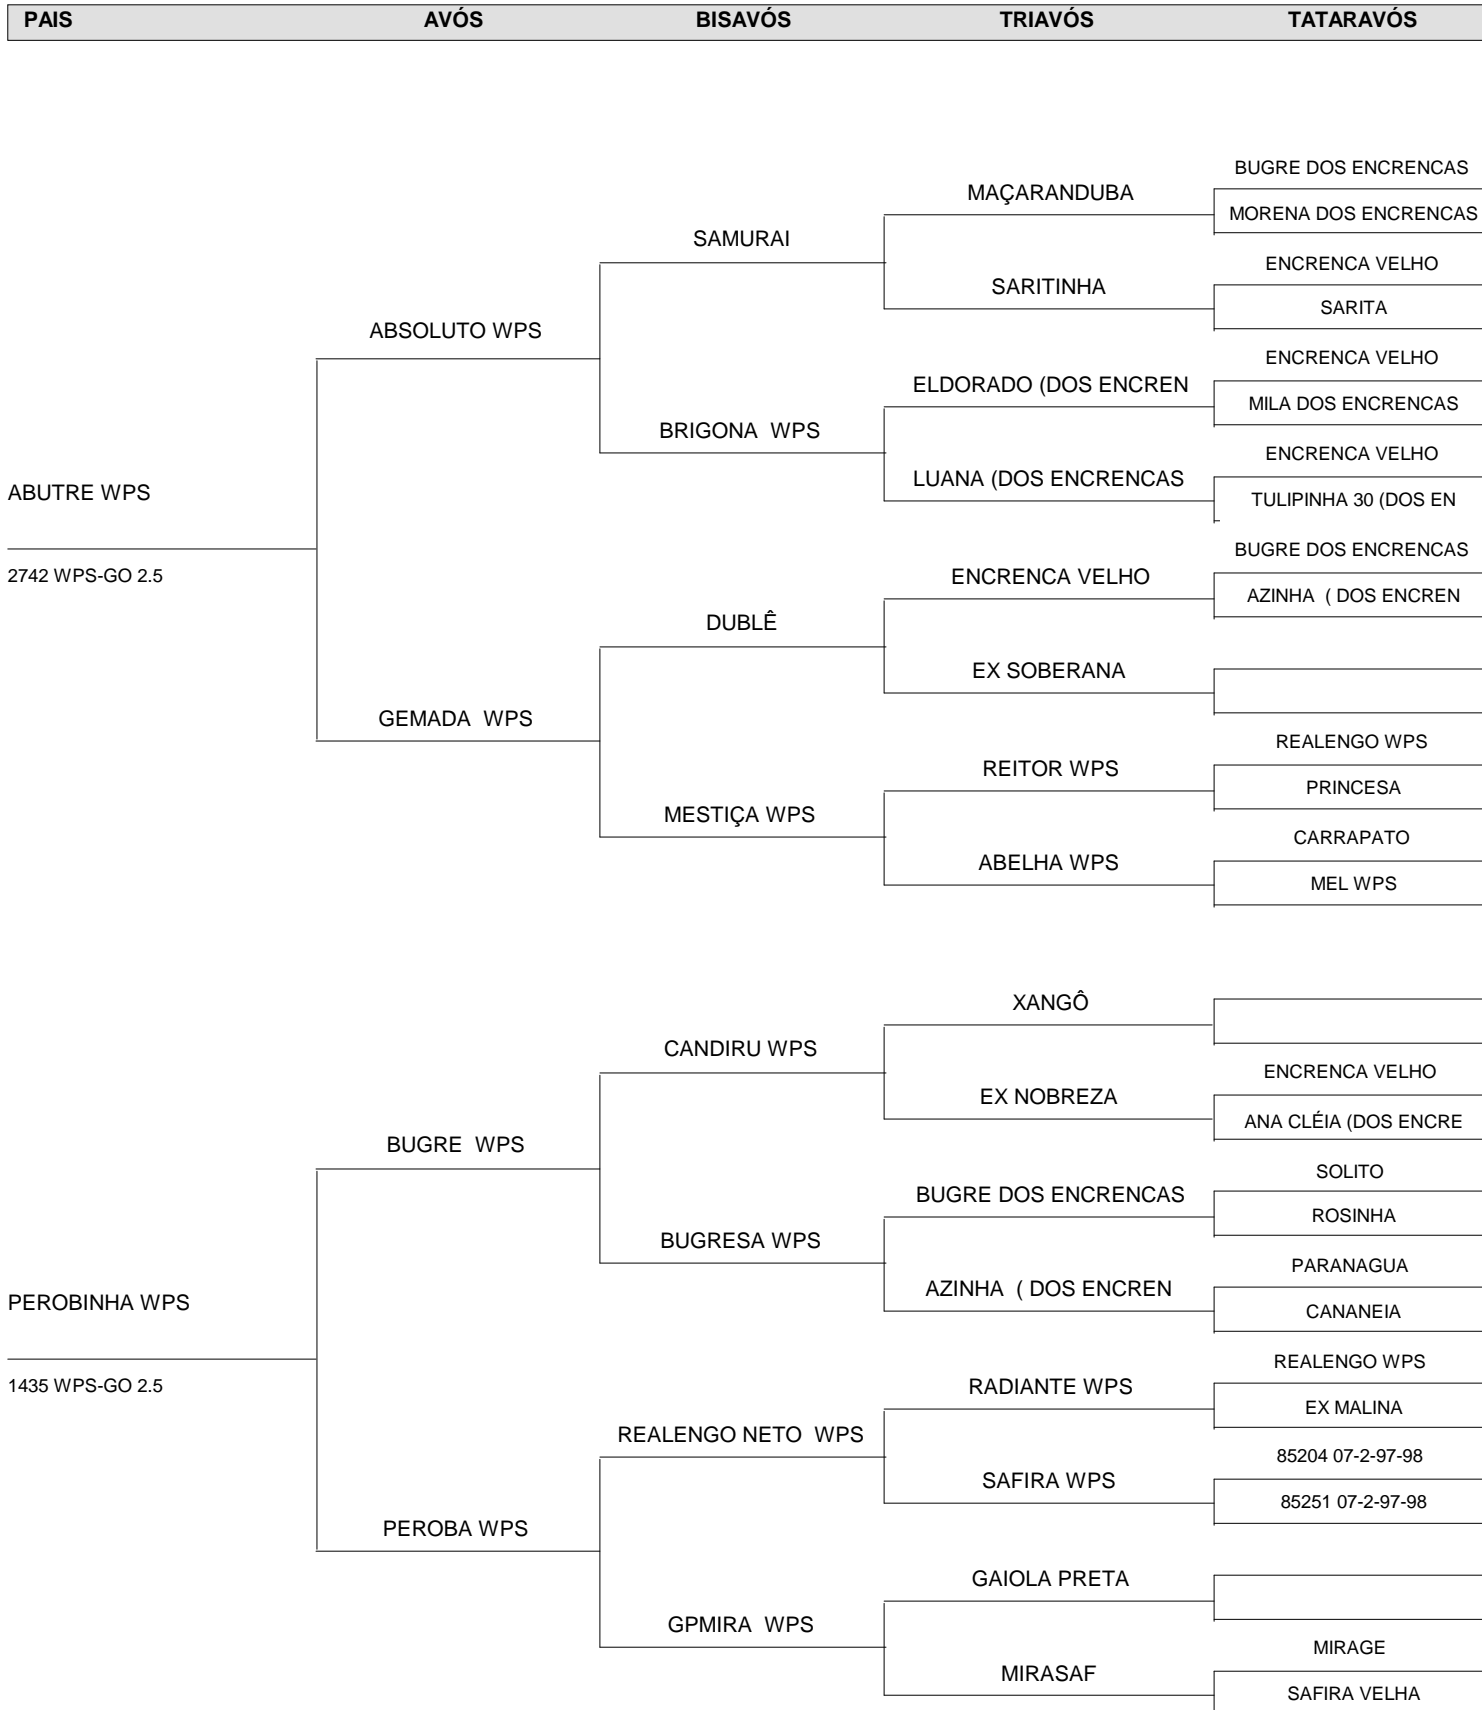 PAIS AVÓS BISAVÓS TRIAVÓS TATARAVÓS
BUGRE DOS ENCRENCAS
MAÇARANDUBA
MORENA DOS ENCRENCAS
SAMURAI
ENCRENCA VELHO
SARITINHA
SARITA
ABSOLUTO WPS
ENCRENCA VELHO
ELDORADO (DOS ENCREN
MILA DOS ENCRENCAS
BRIGONA WPS
ENCRENCA VELHO
LUANA (DOS ENCRENCAS
ABUTRE WPS
TULIPINHA 30 (DOS EN
BUGRE DOS ENCRENCAS
2742 WPS-GO 2.5
ENCRENCA VELHO
AZINHA ( DOS ENCREN
DUBLÊ
EX SOBERANA
GEMADA WPS
REALENGO WPS
REITOR WPS
PRINCESA
MESTIÇA WPS
CARRAPATO
ABELHA WPS
MEL WPS
XANGÔ
CANDIRU WPS
ENCRENCA VELHO
EX NOBREZA
ANA CLÉIA (DOS ENCRE
BUGRE WPS
SOLITO
BUGRE DOS ENCRENCAS
ROSINHA
BUGRESA WPS
PARANAGUA
AZINHA ( DOS ENCREN
PEROBINHA WPS
CANANEIA
REALENGO WPS
1435 WPS-GO 2.5
RADIANTE WPS
EX MALINA
REALENGO NETO WPS
85204 07-2-97-98
SAFIRA WPS
85251 07-2-97-98
PEROBA WPS
GAIOLA PRETA
GPMIRA WPS
MIRAGE
MIRASAF
SAFIRA VELHA